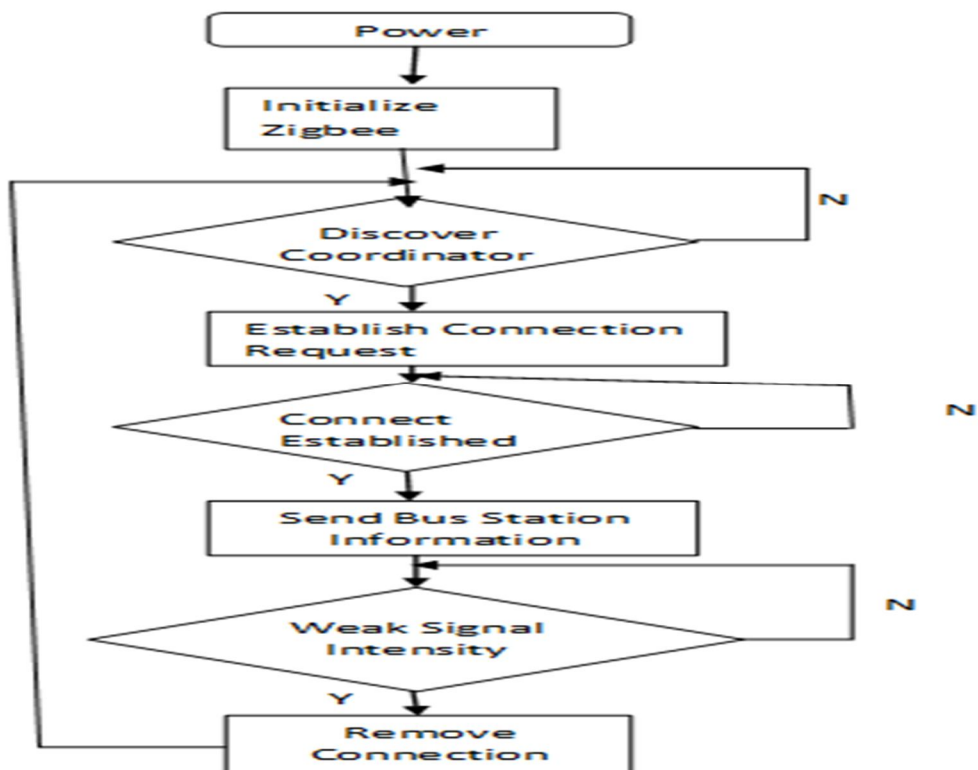 Power
Initialize
Zigbee
N
Discover
Coordinator
Y
Establish Connection
Request
Connect
Established
N
Y
Send Bus Station
Information
N
Weak Signal
Intensity
Y
Remove
Connection